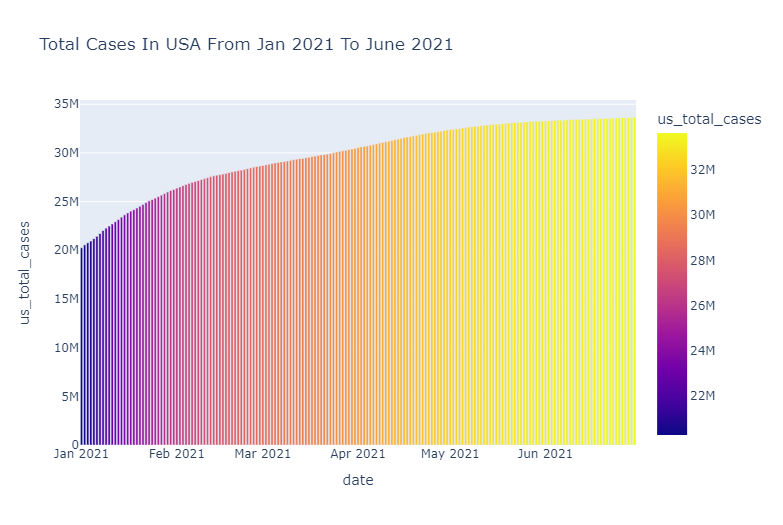 Total Cases In USA From Jan 2021 To June 2021
us_total_cases
35M
30M
25M
20M
15M
10M
5M
0
us_total_cases
32M
30M
28M
26M
24M
22M
Jan 2021
Feb 2021
Mar 2021
Apr 2021
May 2021
Jun 2021
date